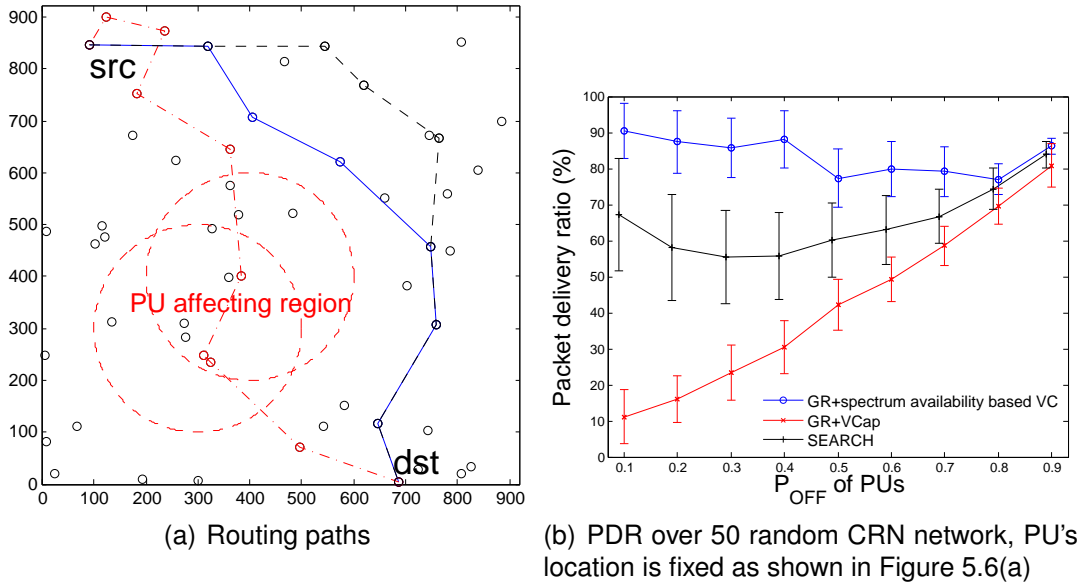 900
800
700
600
500
400
300
200
100
0
0 100 200 300 400 500 600 700 800 900
src
PU affecting region
dst
(a) Routing paths
Packet delivery ratio (%)
100
90
80
70
60
50
40
30
20
10
0
GR+spectrum availability based VC
GR+VCap
SEARCH
0.1 0.2 0.3 0.4 0.5 0.6 0.7 0.8 0.9
P_OFF of PUs
(b) PDR over 50 random CRN network, PU's
location is fixed as shown in Figure 5.6(a)